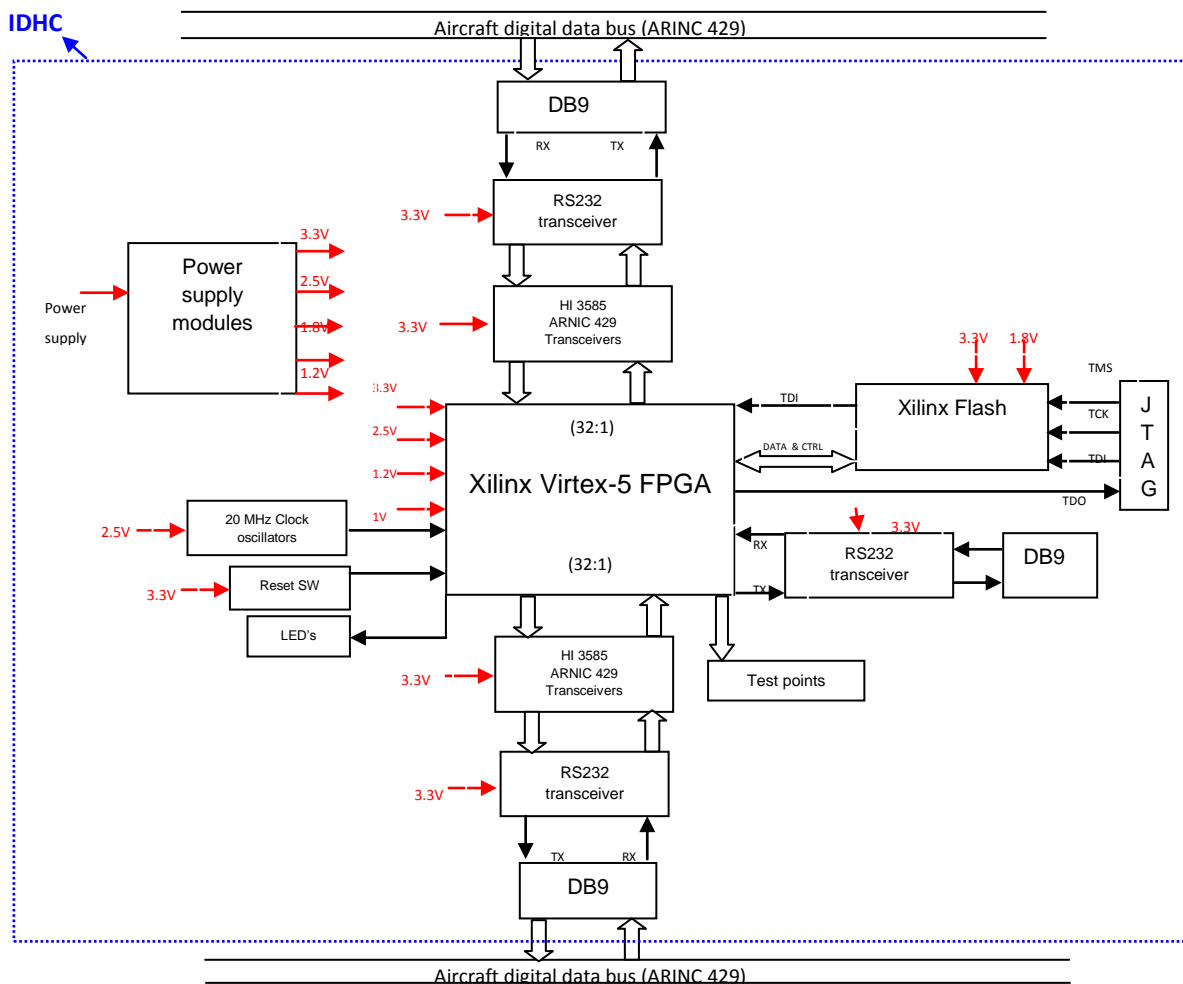 IDHC
Aircraft digital data bus (ARINC 429)
DB9
RX
TX
RS232
transceiver
3.3V
Power
supply
modules
3.3V
2.5V
1.8V
1.2V
Power
supply
HI 3585
ARNIC 429
Transceivers
3.3V
3.3V
2.5V
1.2V
1V
(32:1)
Xilinx Virtex-5 FPGA
(32:1)
TDI
DATA & CTRL
3.3V
1.8V
Xilinx Flash
TMS
TCK
TDI
TDO
J
T
A
G
2.5V
20 MHz Clock
oscillators
3.3V
Reset SW
LED's
RX
TX
3.3V
RS232
transceiver
DB9
HI 3585
ARNIC 429
Transceivers
3.3V
Test points
RS232
transceiver
3.3V
TX
RX
DB9
Aircraft digital data bus (ARINC 429)